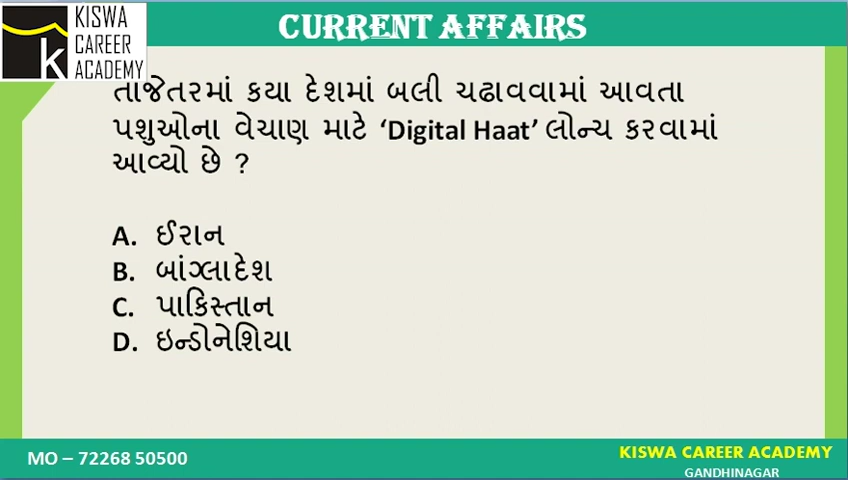 KISWA
CAREER
ACADEMY
k
CURRENT AFFAIRS
તાજેતરમાં કયા દેશમાં બલી ચઢાવવામાં આવતા
પશુઓના વેચાણ માટે ‘Digital Haat’ લોન્ચ કરવામાં
આવ્યો છે ?
A. ઈરાન
B. બાંગ્લાદેશ
C. પાકિસ્તાન
D. ઇન્ડોનેશિયા
MO – 72268 50500
KISWA CAREER ACADEMY
GANDHINAGAR